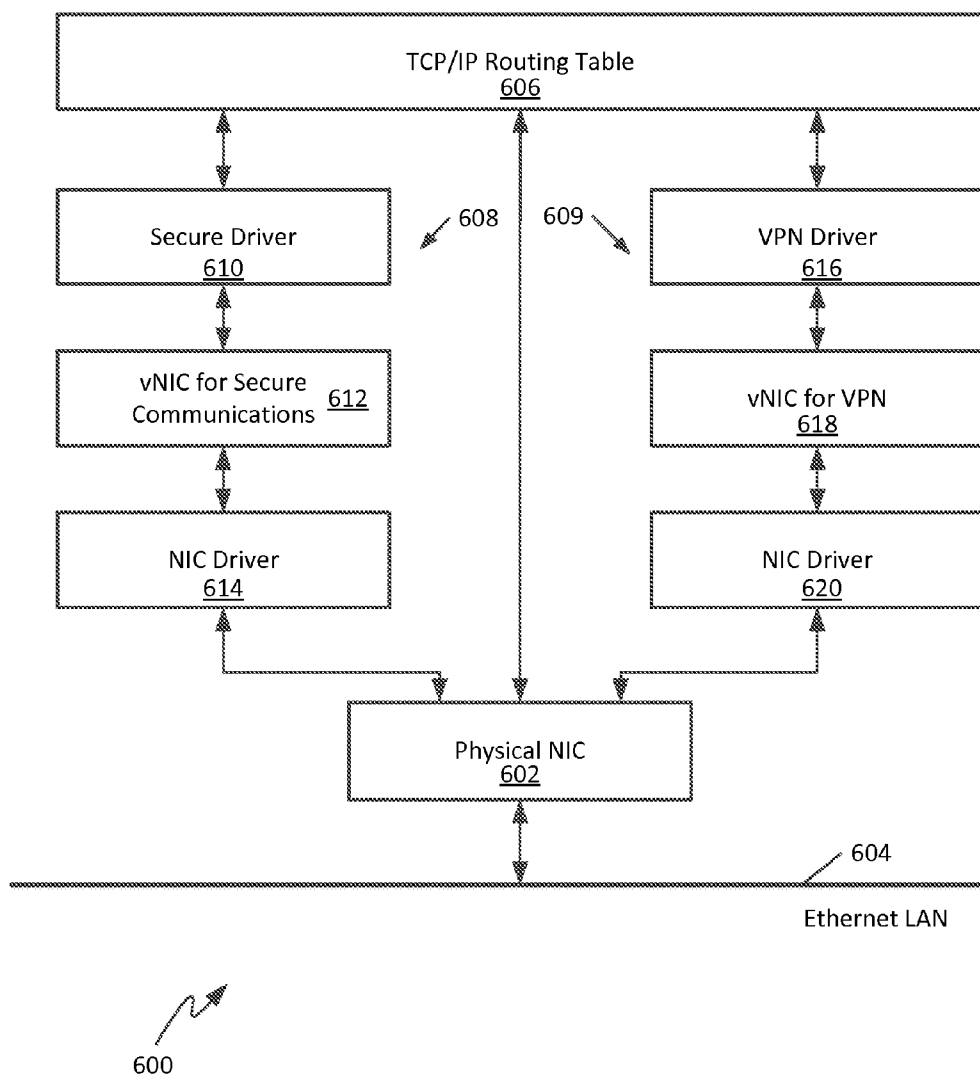 TCP/IP Routing Table
606
608
609
Secure Driver
610
VPN Driver
616
vNIC for Secure
Communications
612
vNIC for VPN
618
NIC Driver
614
NIC Driver
620
Physical NIC
602
604
Ethernet LAN
600